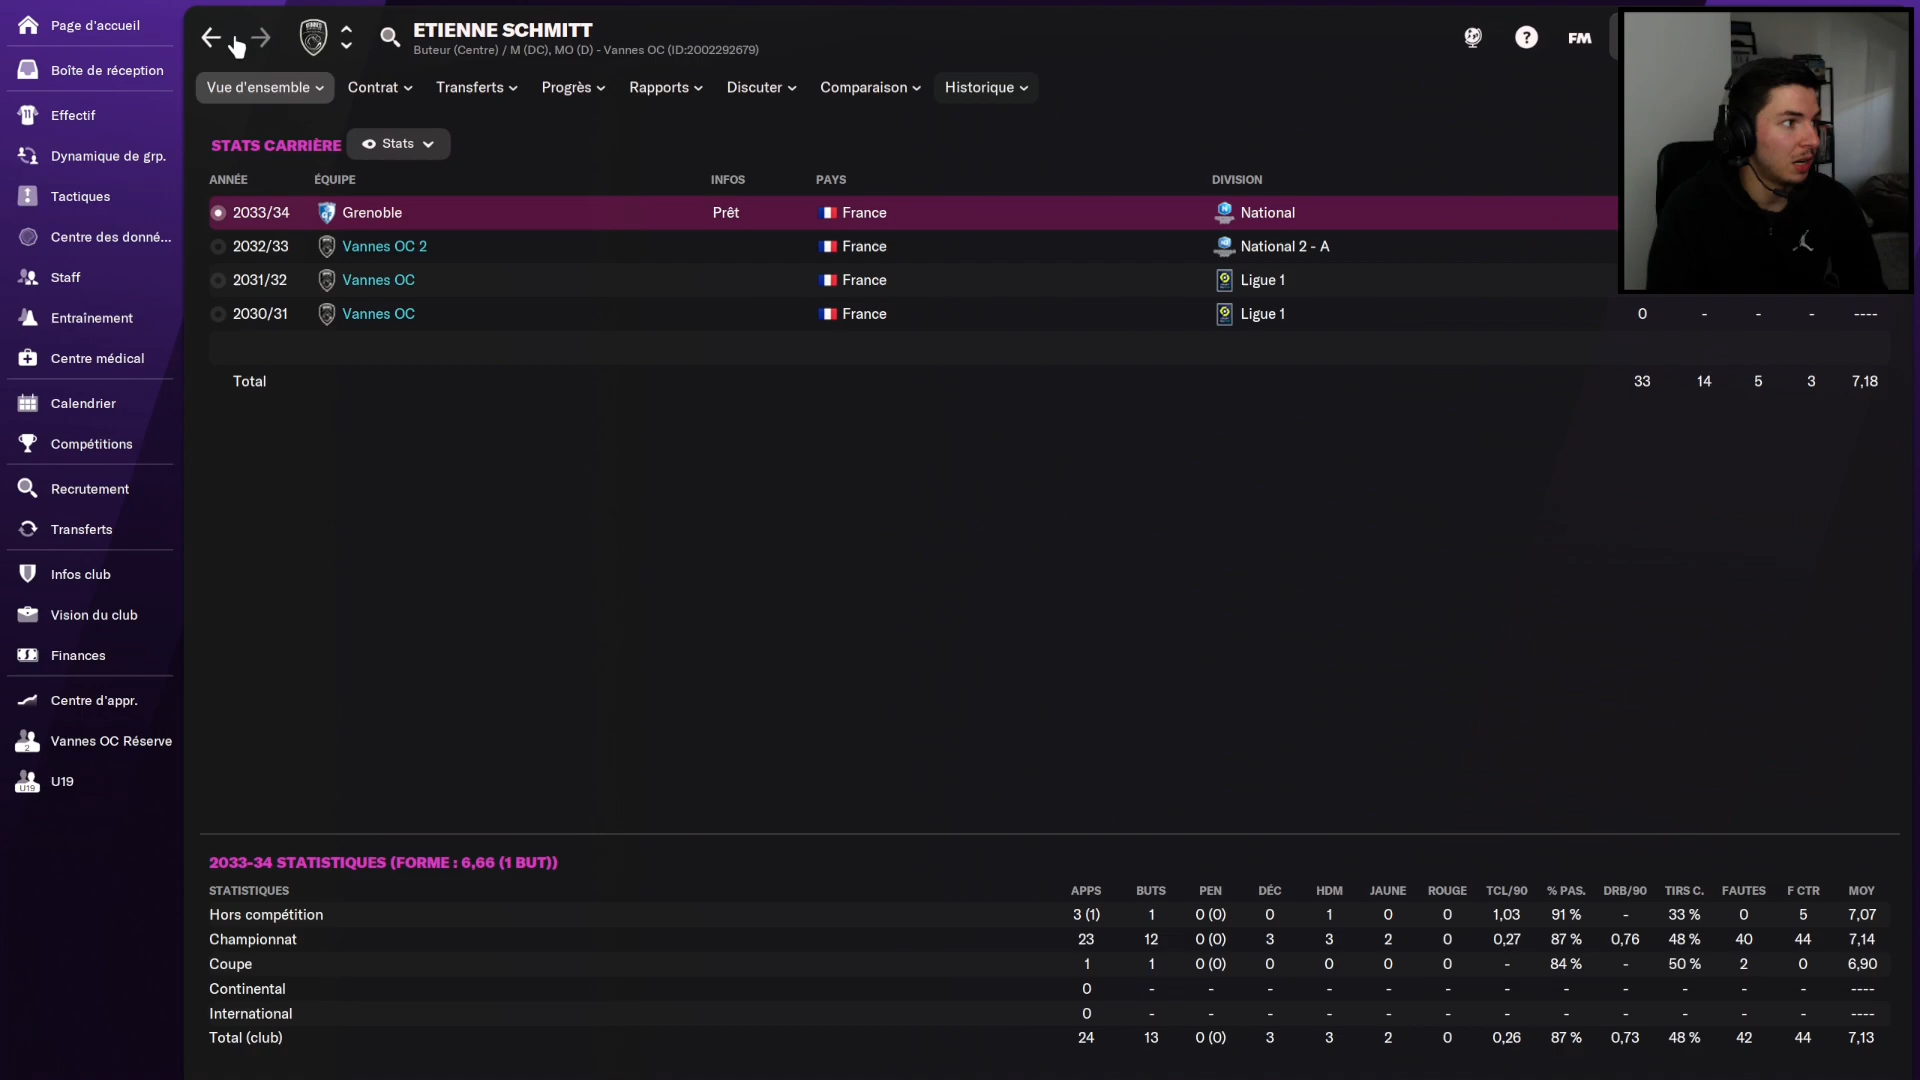 Page d'accueil
Boîte de réception
Effectif
Dynamique de grp.
Tactiques
Centre des donné...
Staff
Entraînement
Centre médical
Calendrier
Compétitions
Recrutement
Transferts
Infos club
Vision du club
Finances
Centre d'appr.
2
Vannes OC Réserve
U19
U19
ETIENNE SCHMITT
Buteur (Centre) / M (DC), MO (D) - Vannes OC (ID:2002292679)
?
FM
Vue d'ensemble
Contrat
Transferts
Progrès
Rapports
Discuter
Comparaison
Historique
STATS CARRIÈRE
Stats
ANNÉE ÉQUIPE INFOS PAYS DIVISION
2033/34 Grenoble Prêt France National
2032/33 Vannes OC 2 France National 2 - A
2031/32 Vannes OC France Ligue 1
2030/31 Vannes OC France Ligue 1 0 - - - ----
Total 33 14 5 3 7,18
2033-34 STATISTIQUES (FORME : 6,66 (1 BUT))
STATISTIQUES APPS BUTS PEN DÉC HDM JAUNE ROUGE TCL/90 % PAS. DRB/90 TIRS C. FAUTES F CTR MOY
Hors compétition 3 (1) 1 0 (0) 0 1 0 0 1,03 91 % - 33 % 0 5 7,07
Championnat 23 12 0 (0) 3 3 2 0 0,27 87 % 0,76 48 % 40 44 7,14
Coupe 1 1 0 (0) 0 0 0 0 - 84 % - 50 % 2 0 6,90
Continental 0 - - - - - - - - - - - - ----
International 0 - - - - - - - - - - - - ----
Total (club) 24 13 0 (0) 3 3 2 0 0,26 87 % 0,73 48 % 42 44 7,13